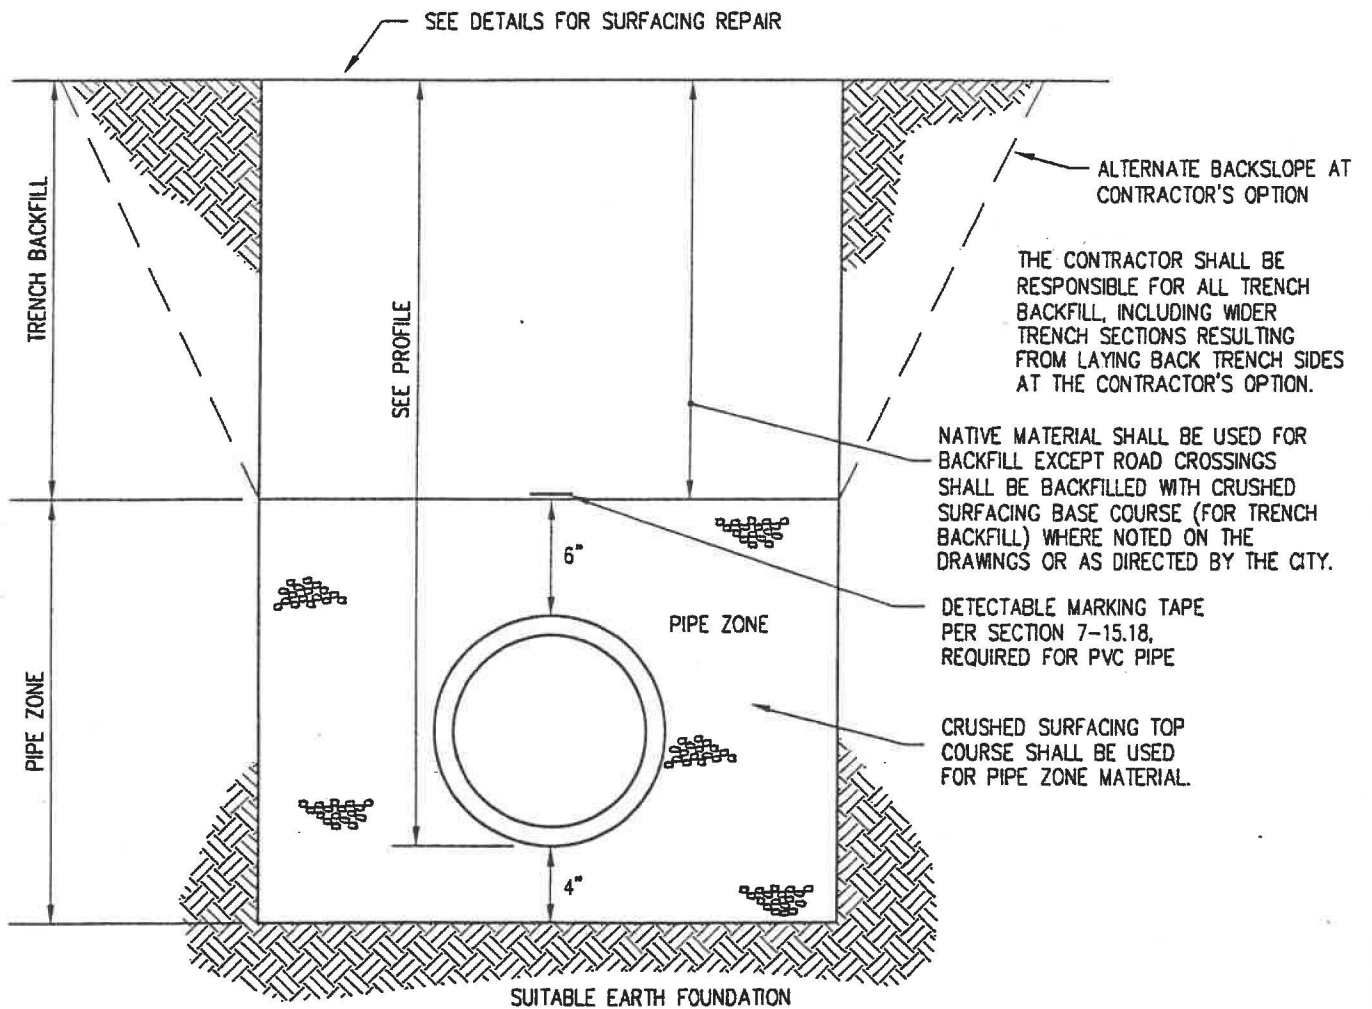 SEE DETAILS FOR SURFACING REPAIR
ALTERNATE BACKSLOPE AT
CONTRACTOR'S OPTION
TRENCH BACKFILL
THE CONTRACTOR SHALL BE
RESPONSIBLE FOR ALL TRENCH
BACKFILL, INCLUDING WIDER
TRENCH SECTIONS RESULTING
FROM LAYING BACK TRENCH SIDES
AT THE CONTRACTOR'S OPTION.
SEE PROFILE
NATIVE MATERIAL SHALL BE USED FOR
BACKFILL EXCEPT ROAD CROSSINGS
SHALL BE BACKFILLED WITH CRUSHED
SURFACING BASE COURSE (FOR TRENCH
BACKFILL) WHERE NOTED ON THE
DRAWINGS OR AS DIRECTED BY THE CITY.
6"
DETECTABLE MARKING TAPE
PER SECTION 7-15.18,
REQUIRED FOR PVC PIPE
PIPE ZONE
PIPE ZONE
CRUSHED SURFACING TOP
COURSE SHALL BE USED
FOR PIPE ZONE MATERIAL.
4"
SUITABLE EARTH FOUNDATION